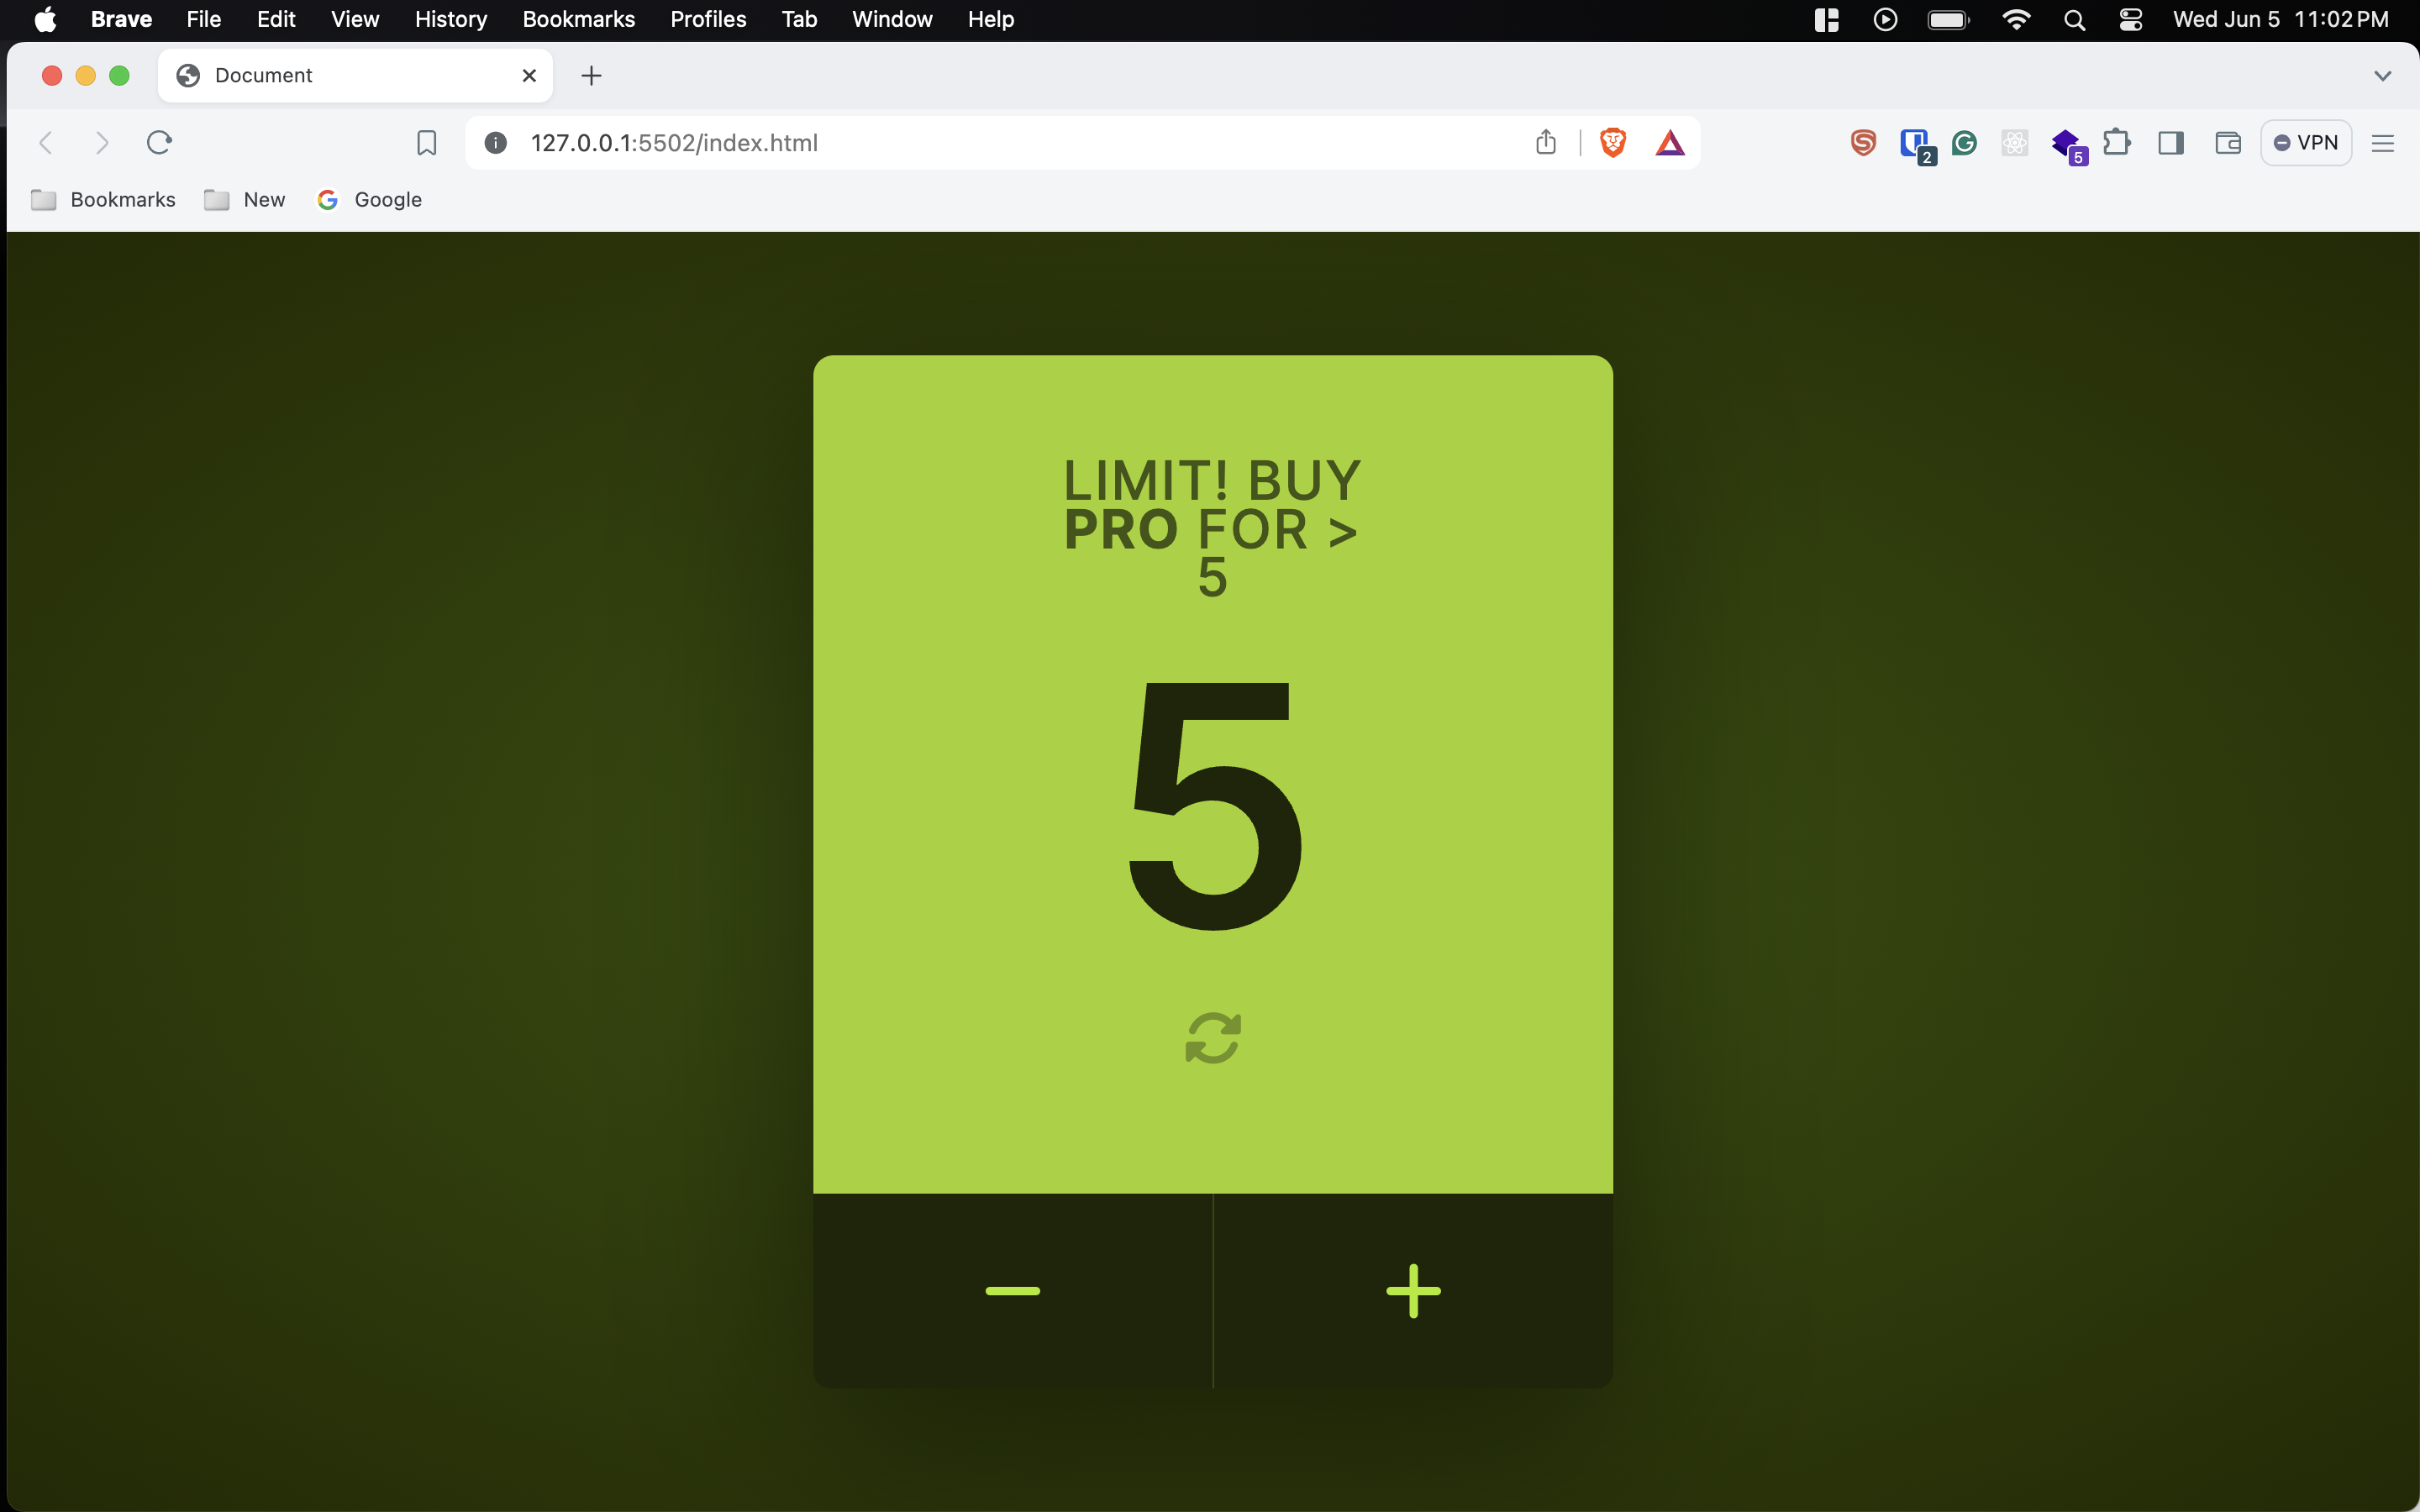 Brave File Edit View History Bookmarks Profiles Tab Window Help Wed Jun 5 11:02 PM
Document
127.0.0.1:5502/index.html 2 5 VPN
Bookmarks New Google
LIMIT! BUY
PRO FOR >
5
5